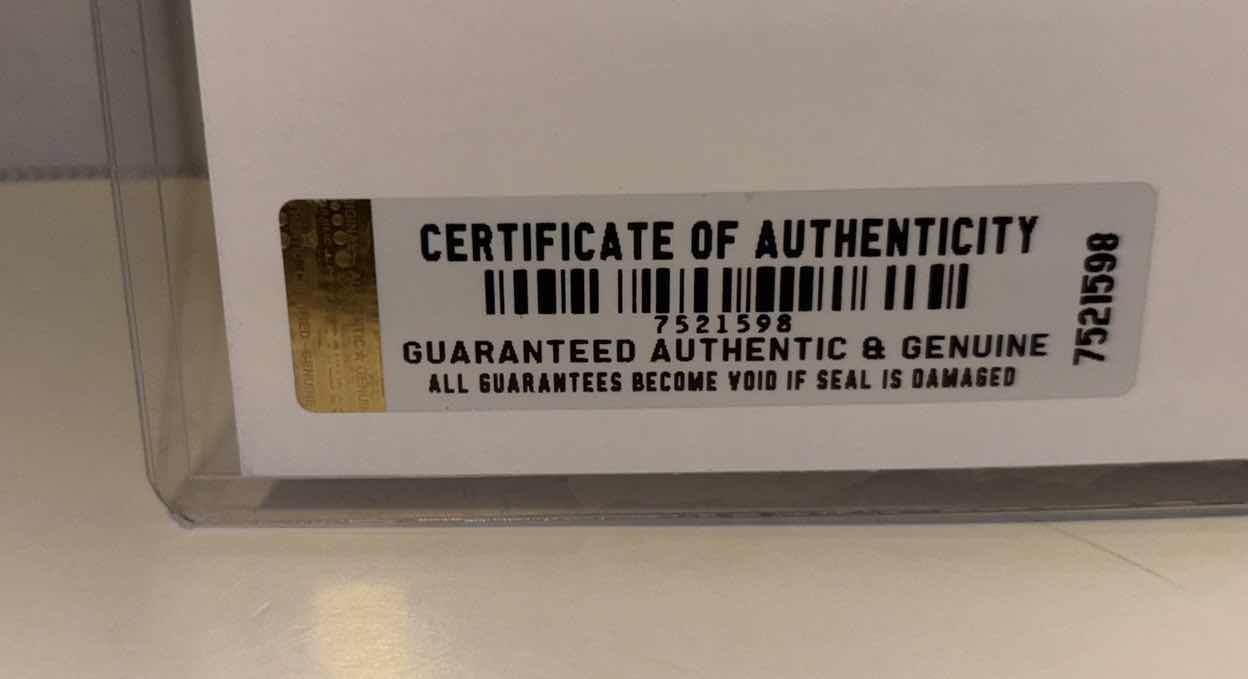 CERTIFICATE OF AUTHENTICITY
7521598
GUARANTEED AUTHENTIC & GENUINE
ALL GUARANTEES BECOME VOID IF SEAL IS DAMAGED
7521598